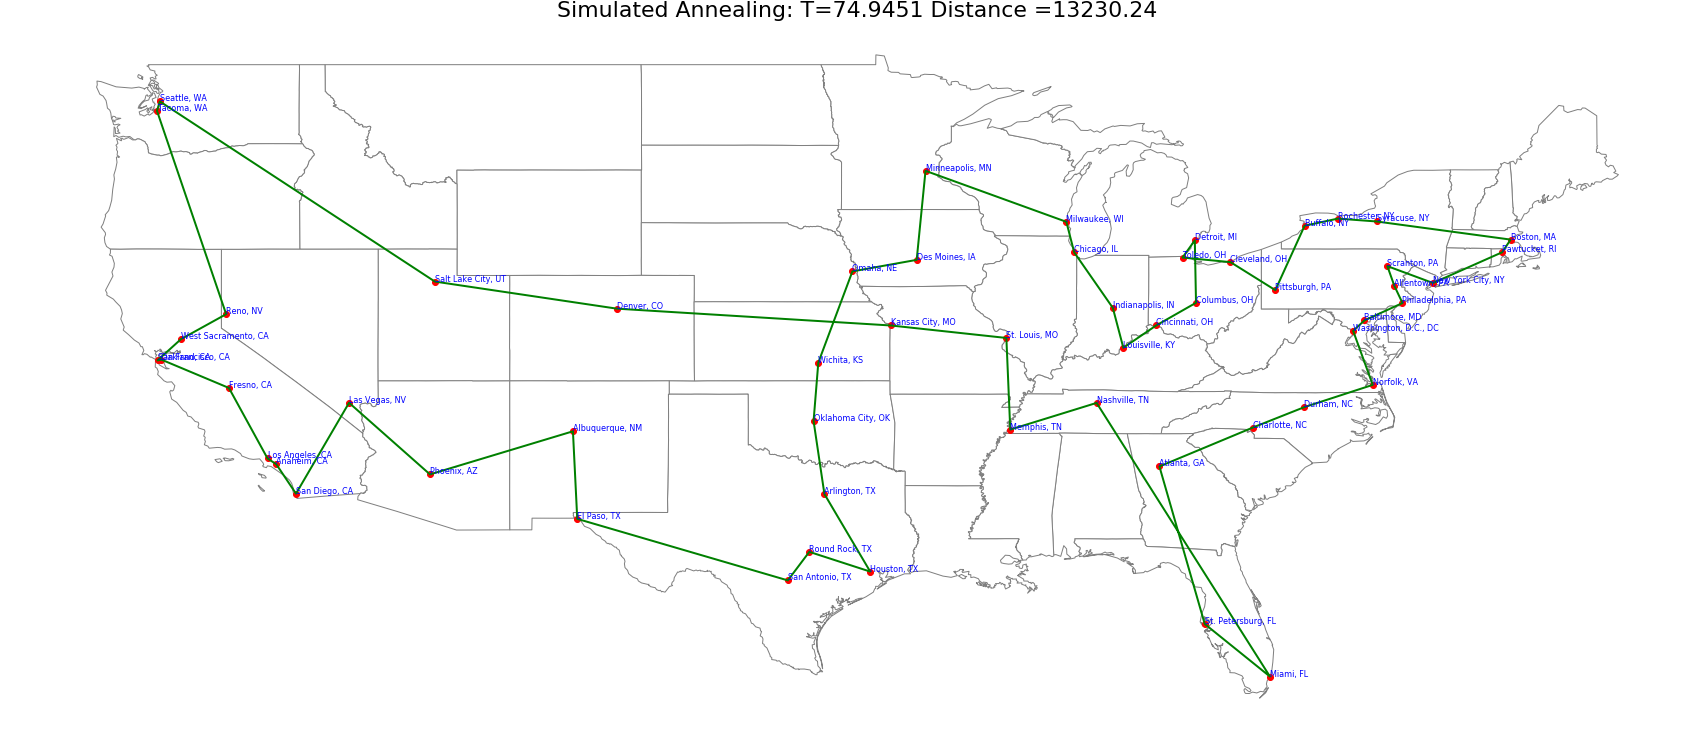 Simulated Annealing: T=74.9451 Distance =13230.24
Seattle, WA
Tacoma, WA
Minneapolis, MN
Milwaukee, WI
Rochester, NY
Syracuse, NY
Buffalo, NY
Boston, MA
Detroit, MI
Pawtucket, RI
Chicago, IL
Toledo, OH
Cleveland, OH
Des Moines, IA
Scranton, PA
Omaha, NE
Salt Lake City, UT
New York City, NY
Allentown, PA
Pittsburgh, PA
Philadelphia, PA
Denver, CO
Indianapolis, IN
Columbus, OH
Reno, NV
Baltimore, MD
Kansas City, MO
Cincinnati, OH
Washington, D.C., DC
West Sacramento, CA
St. Louis, MO
Louisville, KY
Oakland, CA
Wichita, KS
Fresno, CA
Norfolk, VA
Las Vegas, NV
Nashville, TN
Durham, NC
Oklahoma City, OK
Albuquerque, NM
Memphis, TN
Charlotte, NC
Los Angeles, CA
Anaheim, CA
Atlanta, GA
Phoenix, AZ
San Diego, CA
Arlington, TX
El Paso, TX
Round Rock, TX
Houston, TX
San Antonio, TX
St. Petersburg, FL
Miami, FL